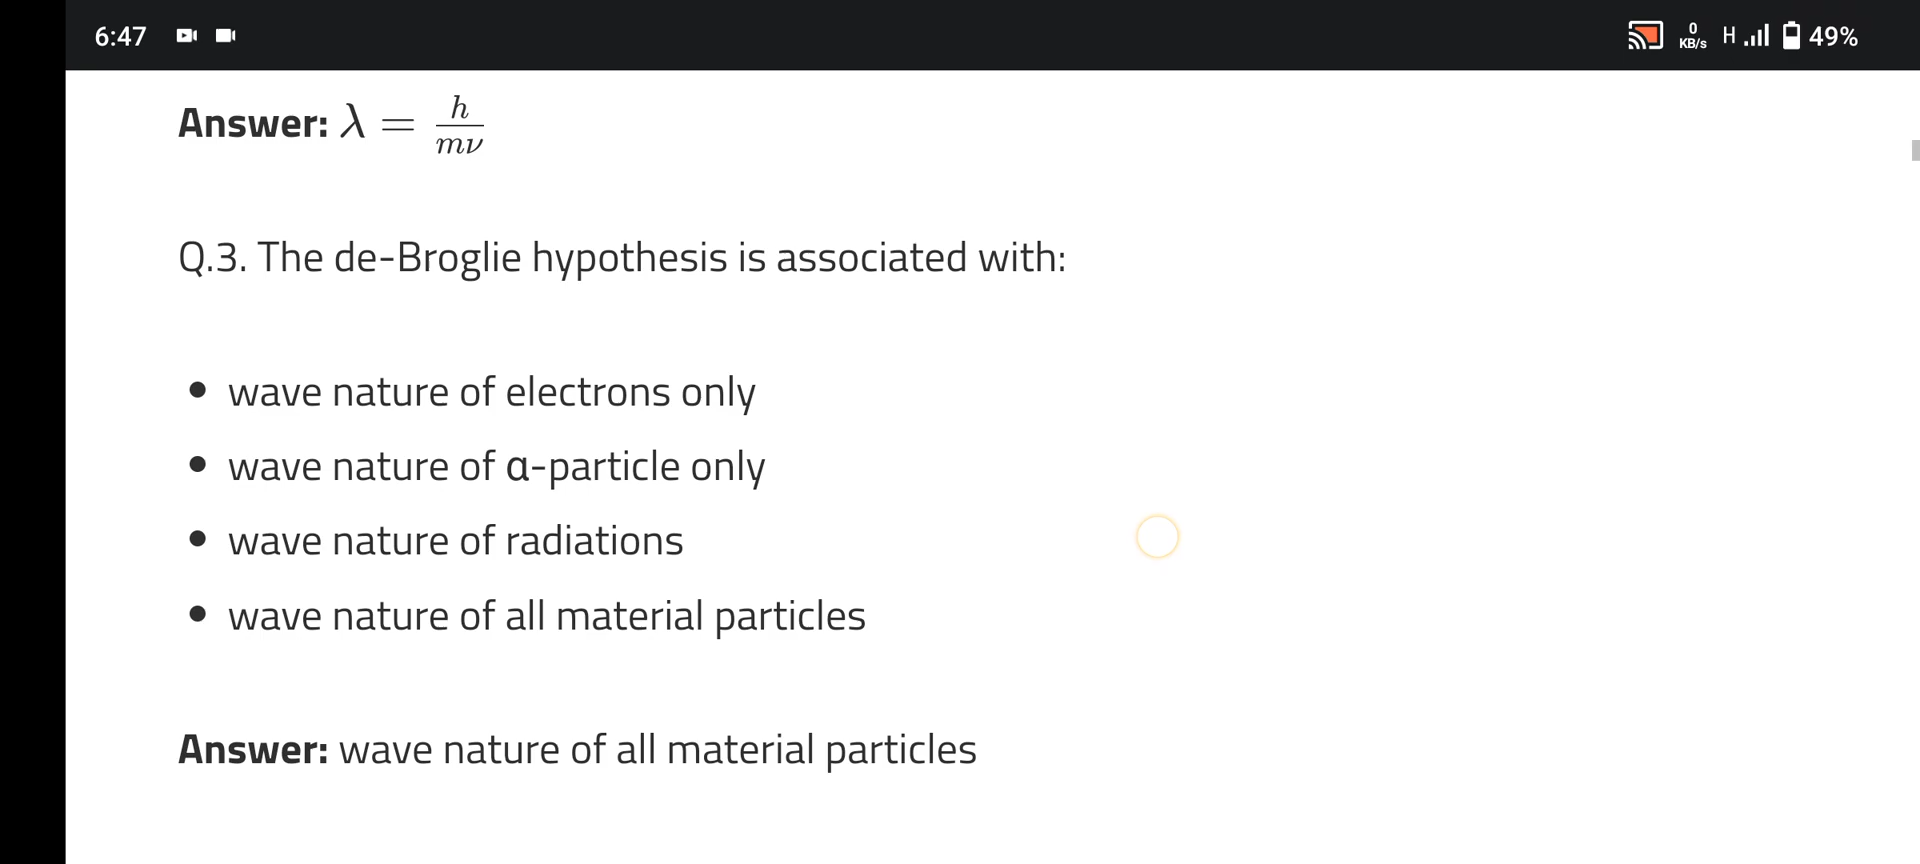 6:47 0 KB/s H 49%
Answer: λ = h/mν
Q.3. The de-Broglie hypothesis is associated with:
• wave nature of electrons only
• wave nature of α-particle only
• wave nature of radiations
• wave nature of all material particles
Answer: wave nature of all material particles